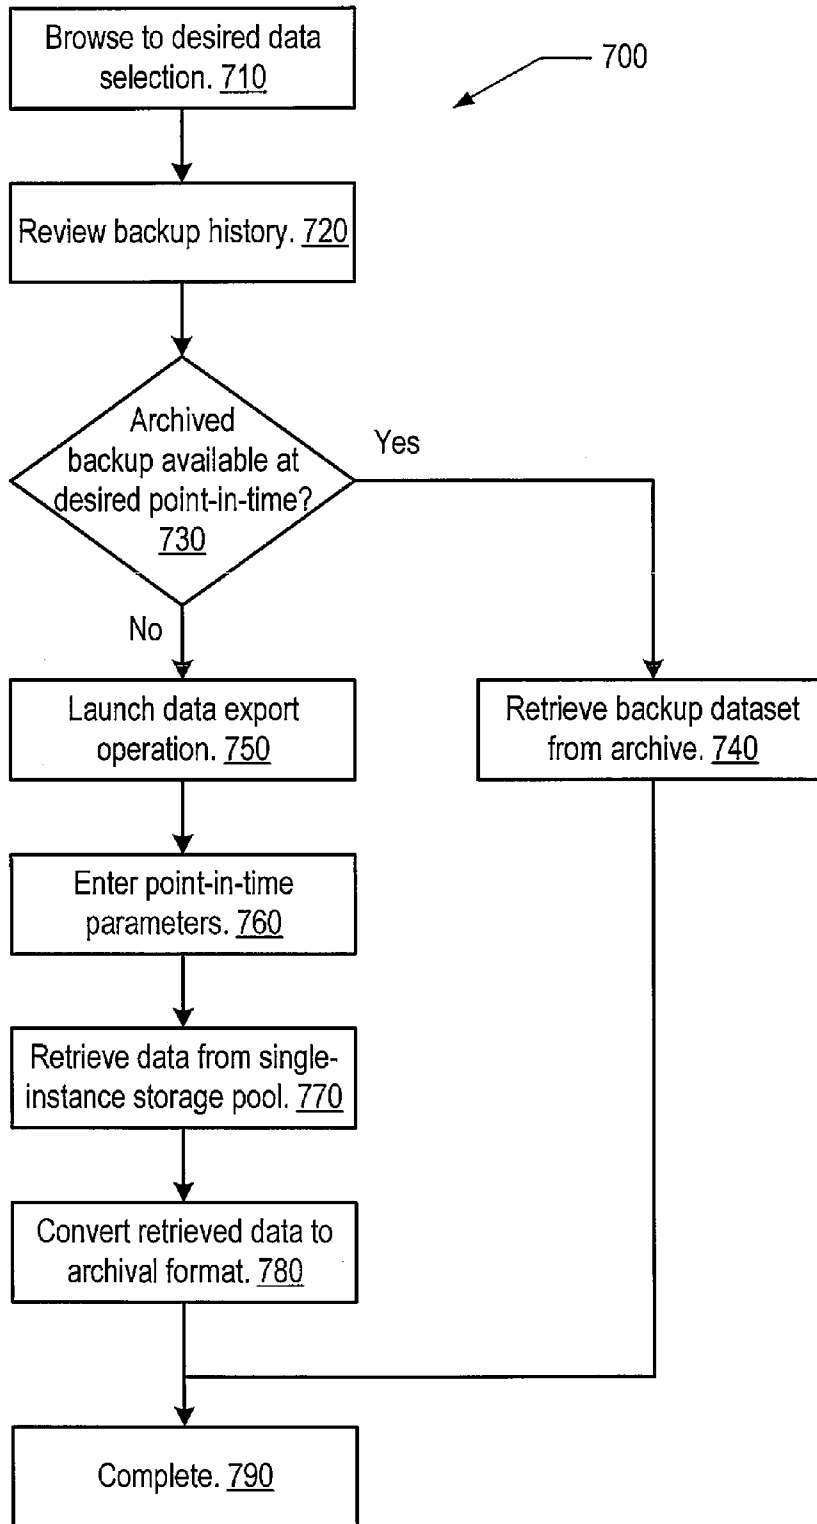 Browse to desired data
selection. 710
700
Review backup history. 720
Archived
backup available at
desired point-in-time?
730
Yes
No
Launch data export
operation. 750
Retrieve backup dataset
from archive. 740
Enter point-in-time
parameters. 760
Retrieve data from single-
instance storage pool. 770
Convert retrieved data to
archival format. 780
Complete. 790